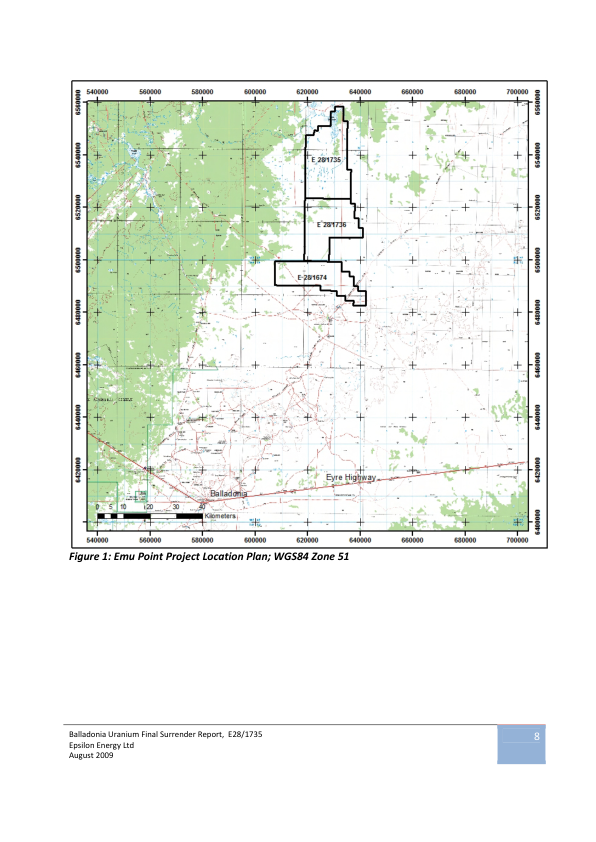 540000 560000 580000 600000 620000 640000 660000 680000 700000
6560000 6560000
E 28/1735
6540000 6540000
6520000 6520000
E 28/1736
6500000 6500000
E 28/1674
6480000 6480000
6460000 6460000
6440000 6440000
6420000 6420000
Eyre Highway
Balladonia
0 5 10 20 30 40
Kilometers
6400000
540000 560000 580000 600000 620000 640000 660000 680000 700000
Figure 1: Emu Point Project Location Plan; WGS84 Zone 51
Balladonia Uranium Final Surrender Report, E28/1735
8
Epsilon Energy Ltd
August 2009